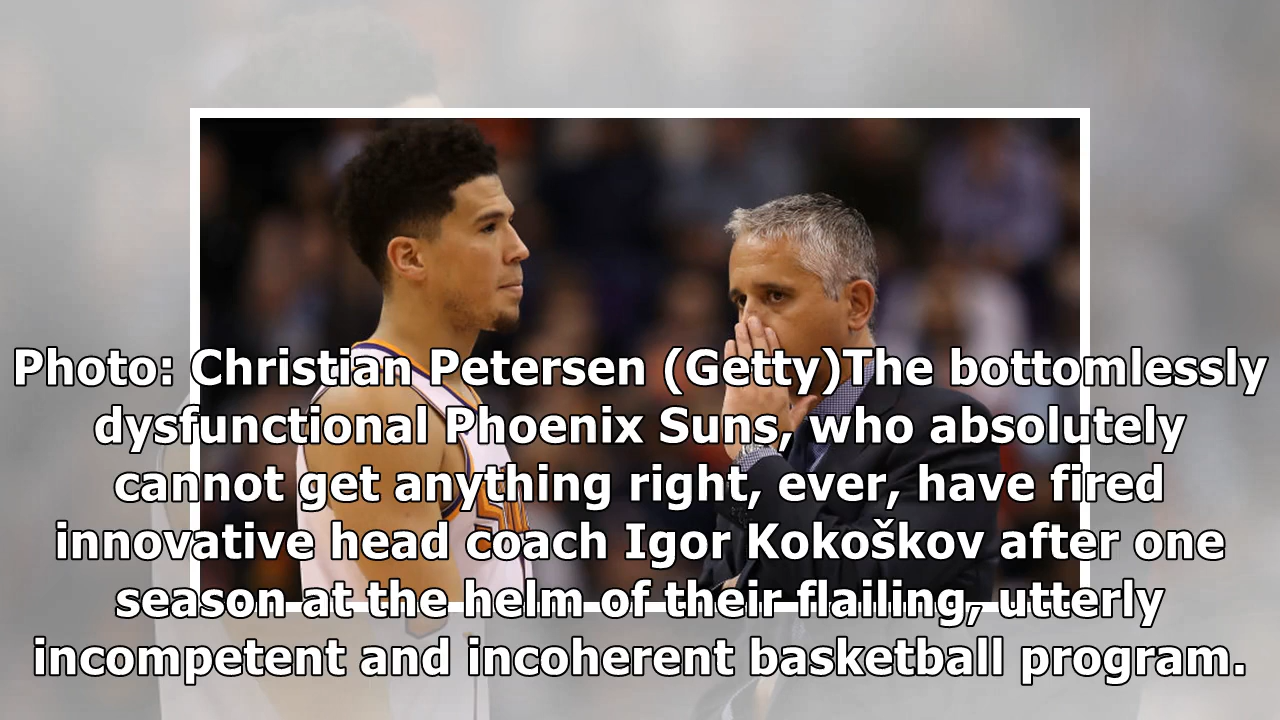 Photo: Christian Petersen (Getty)The bottomlessly
dysfunctional Phoenix Suns, who absolutely
cannot get anything right, ever, have fired
innovative head coach Igor Kokoškov after one
season at the helm of their flailing, utterly
incompetent and incoherent basketball program.